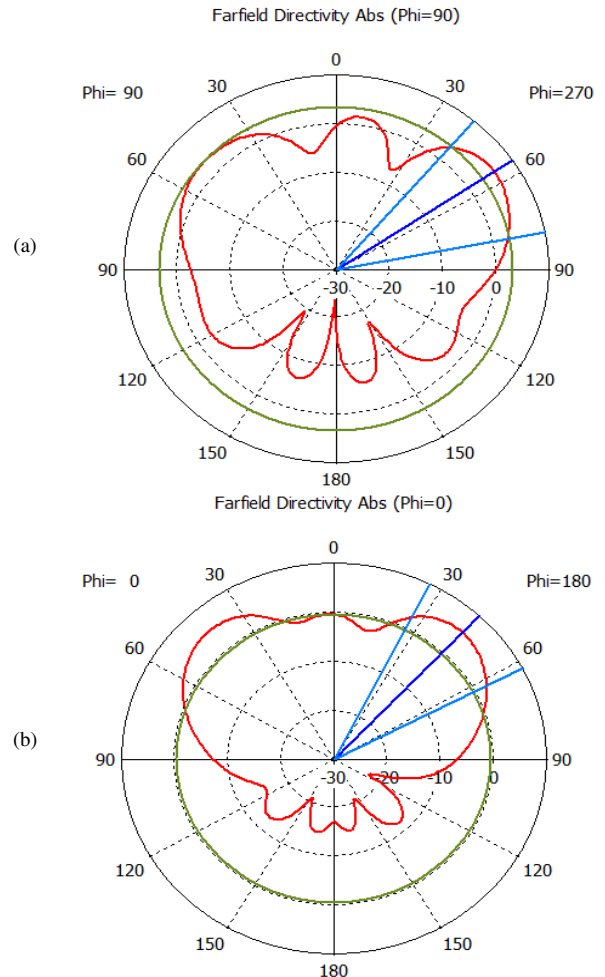 Farfield Directivity Abs (Phi=90)
0
Phi= 90 30 30 Phi=270
60 60
(a)
90 -30 -20 -10 0 90
120 120
150 150
180
Farfield Directivity Abs (Phi=0)
0
Phi= 0 30 30 Phi=180
60 60
(b)
90 -30 -20 -10 0 90
120 120
150 150
180